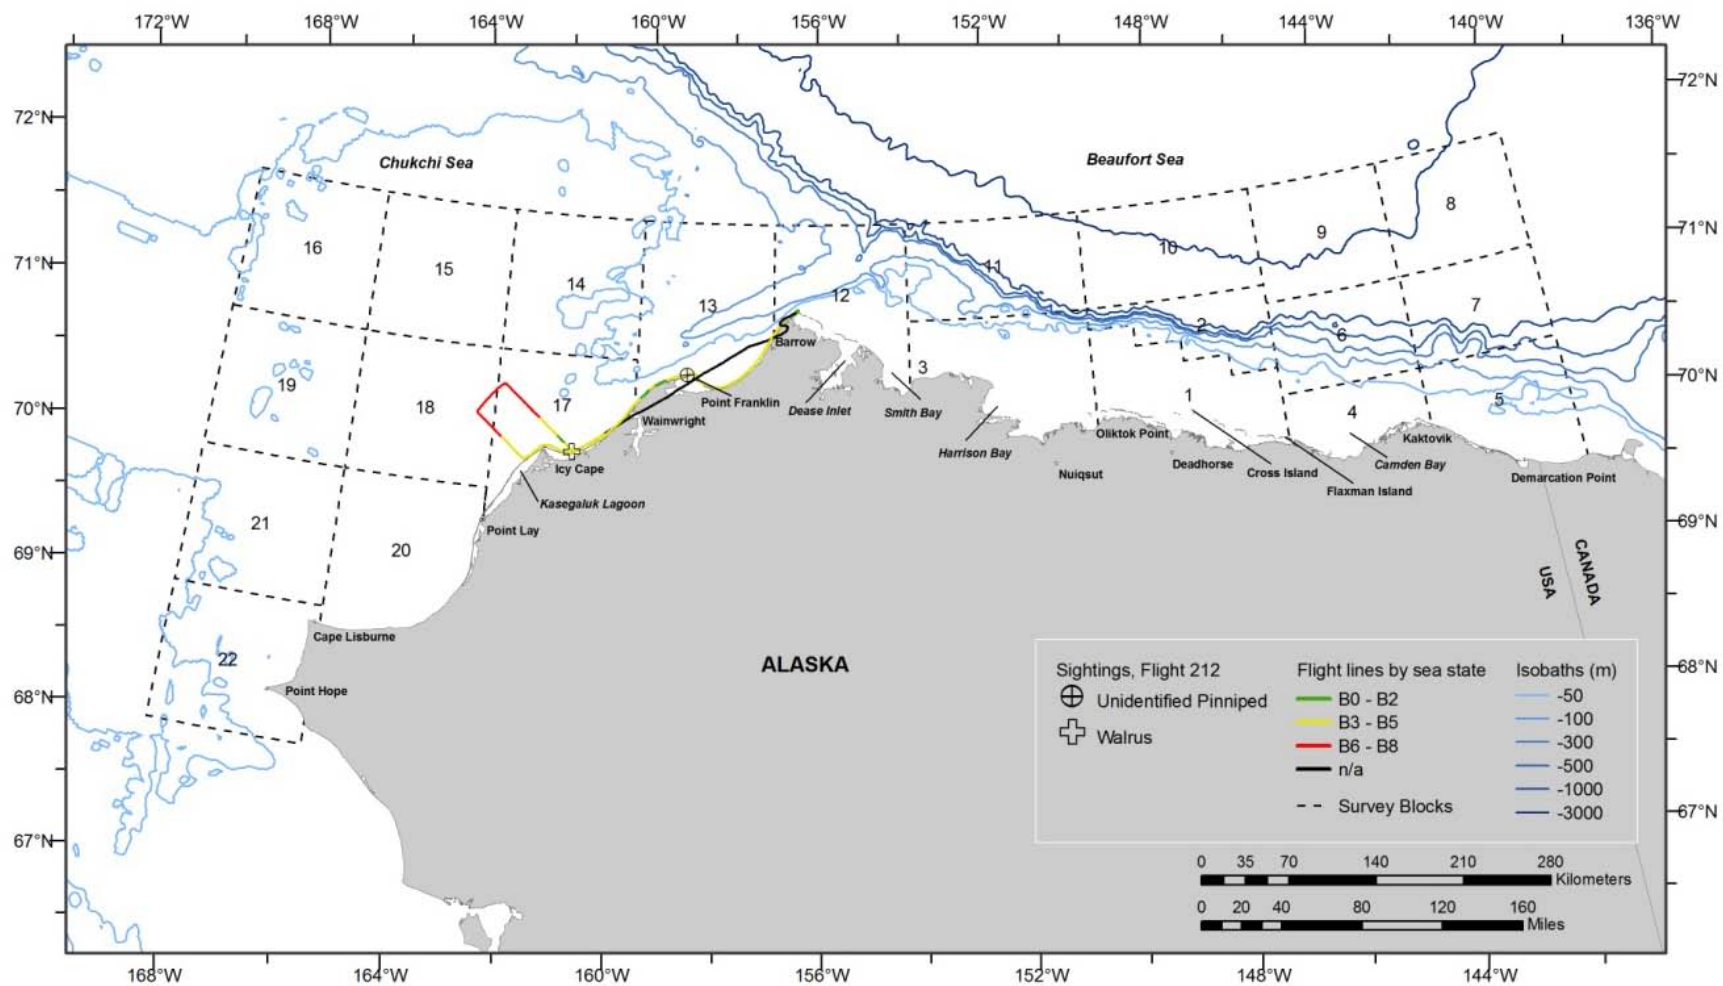 172°W 168°W 164°W 160°W 156°W 152°W 148°W 144°W 140°W 136°W
72°N
72°N
Chukchi Sea
Beaufort Sea
8
9
16
10
71°N
71°N
15
11
14
12
13
7
2
6
Barrow
3
70°N
19
1
5
18
17
Point Franklin
Dease Inlet
Smith Bay
4
70°N
Wainwright
Oliktok Point
Kaktovik
Harrison Bay
Icy Cape
Nuiqsut
Deadhorse
Cross Island
Camden Bay
Demarcation Point
Flaxman Island
Kasegaluk Lagoon
21
Point Lay
69°N
20
69°N
CANADA
USA
Cape Lisburne
22
ALASKA
68°N
Point Hope
68°N
Sightings, Flight 212
Unidentified Pinniped
Walrus
Flight lines by sea state
B0 - B2
B3 - B5
B6 - B8
n/a
Survey Blocks
Isobaths (m)
-50
-100
-300
-500
-1000
-3000
67°N
67°N
0 35 70 140 210 280
Kilometers
0 20 40 80 120 160
Miles
168°W 164°W 160°W 156°W 152°W 148°W 144°W